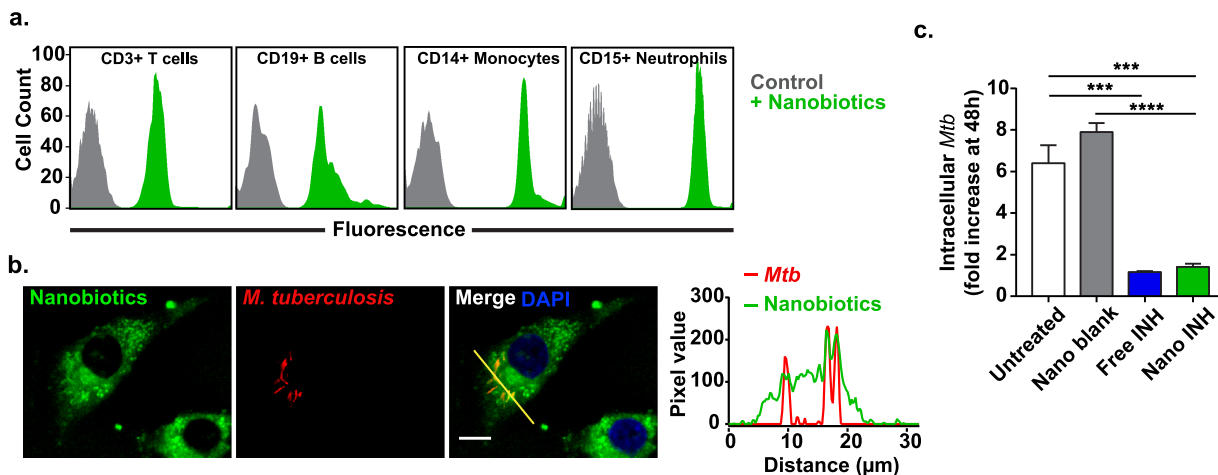 a.
CD3+ T cells
CD19+ B cells
CD14+ Monocytes
CD15+ Neutrophils
Control
+ Nanobiotics
Cell Count
100
80
60
40
20
0
Fluorescence
b.
Nanobiotics
M. tuberculosis
Merge DAPI
Mtb
Nanobiotics
Pixel value
300
200
100
0
0 10 20 30
Distance (µm)
c.
Intracellular Mtb
(fold increase at 48h)
10
8
6
4
2
0
***
***
****
Untreated
Nano blank
Free INH
Nano INH